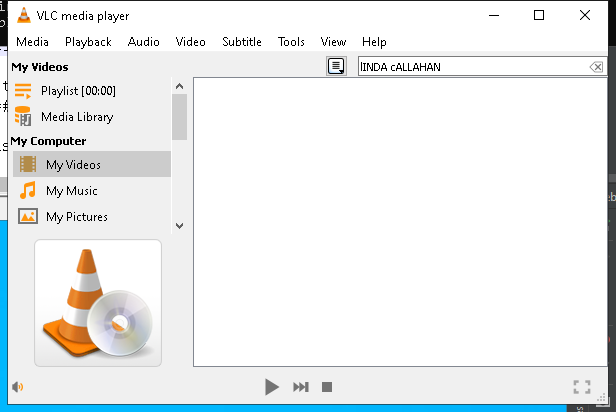 VLC media player
Media Playback Audio Video Subtitle Tools View Help
My Videos
lINDA cALLAHAN
Playlist [00:00]
Media Library
My Computer
My Videos
My Music
My Pictures